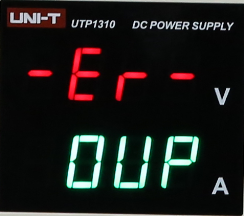 UNI-T UTP1310 DC POWER SUPPLY
-Er- V
OUP A